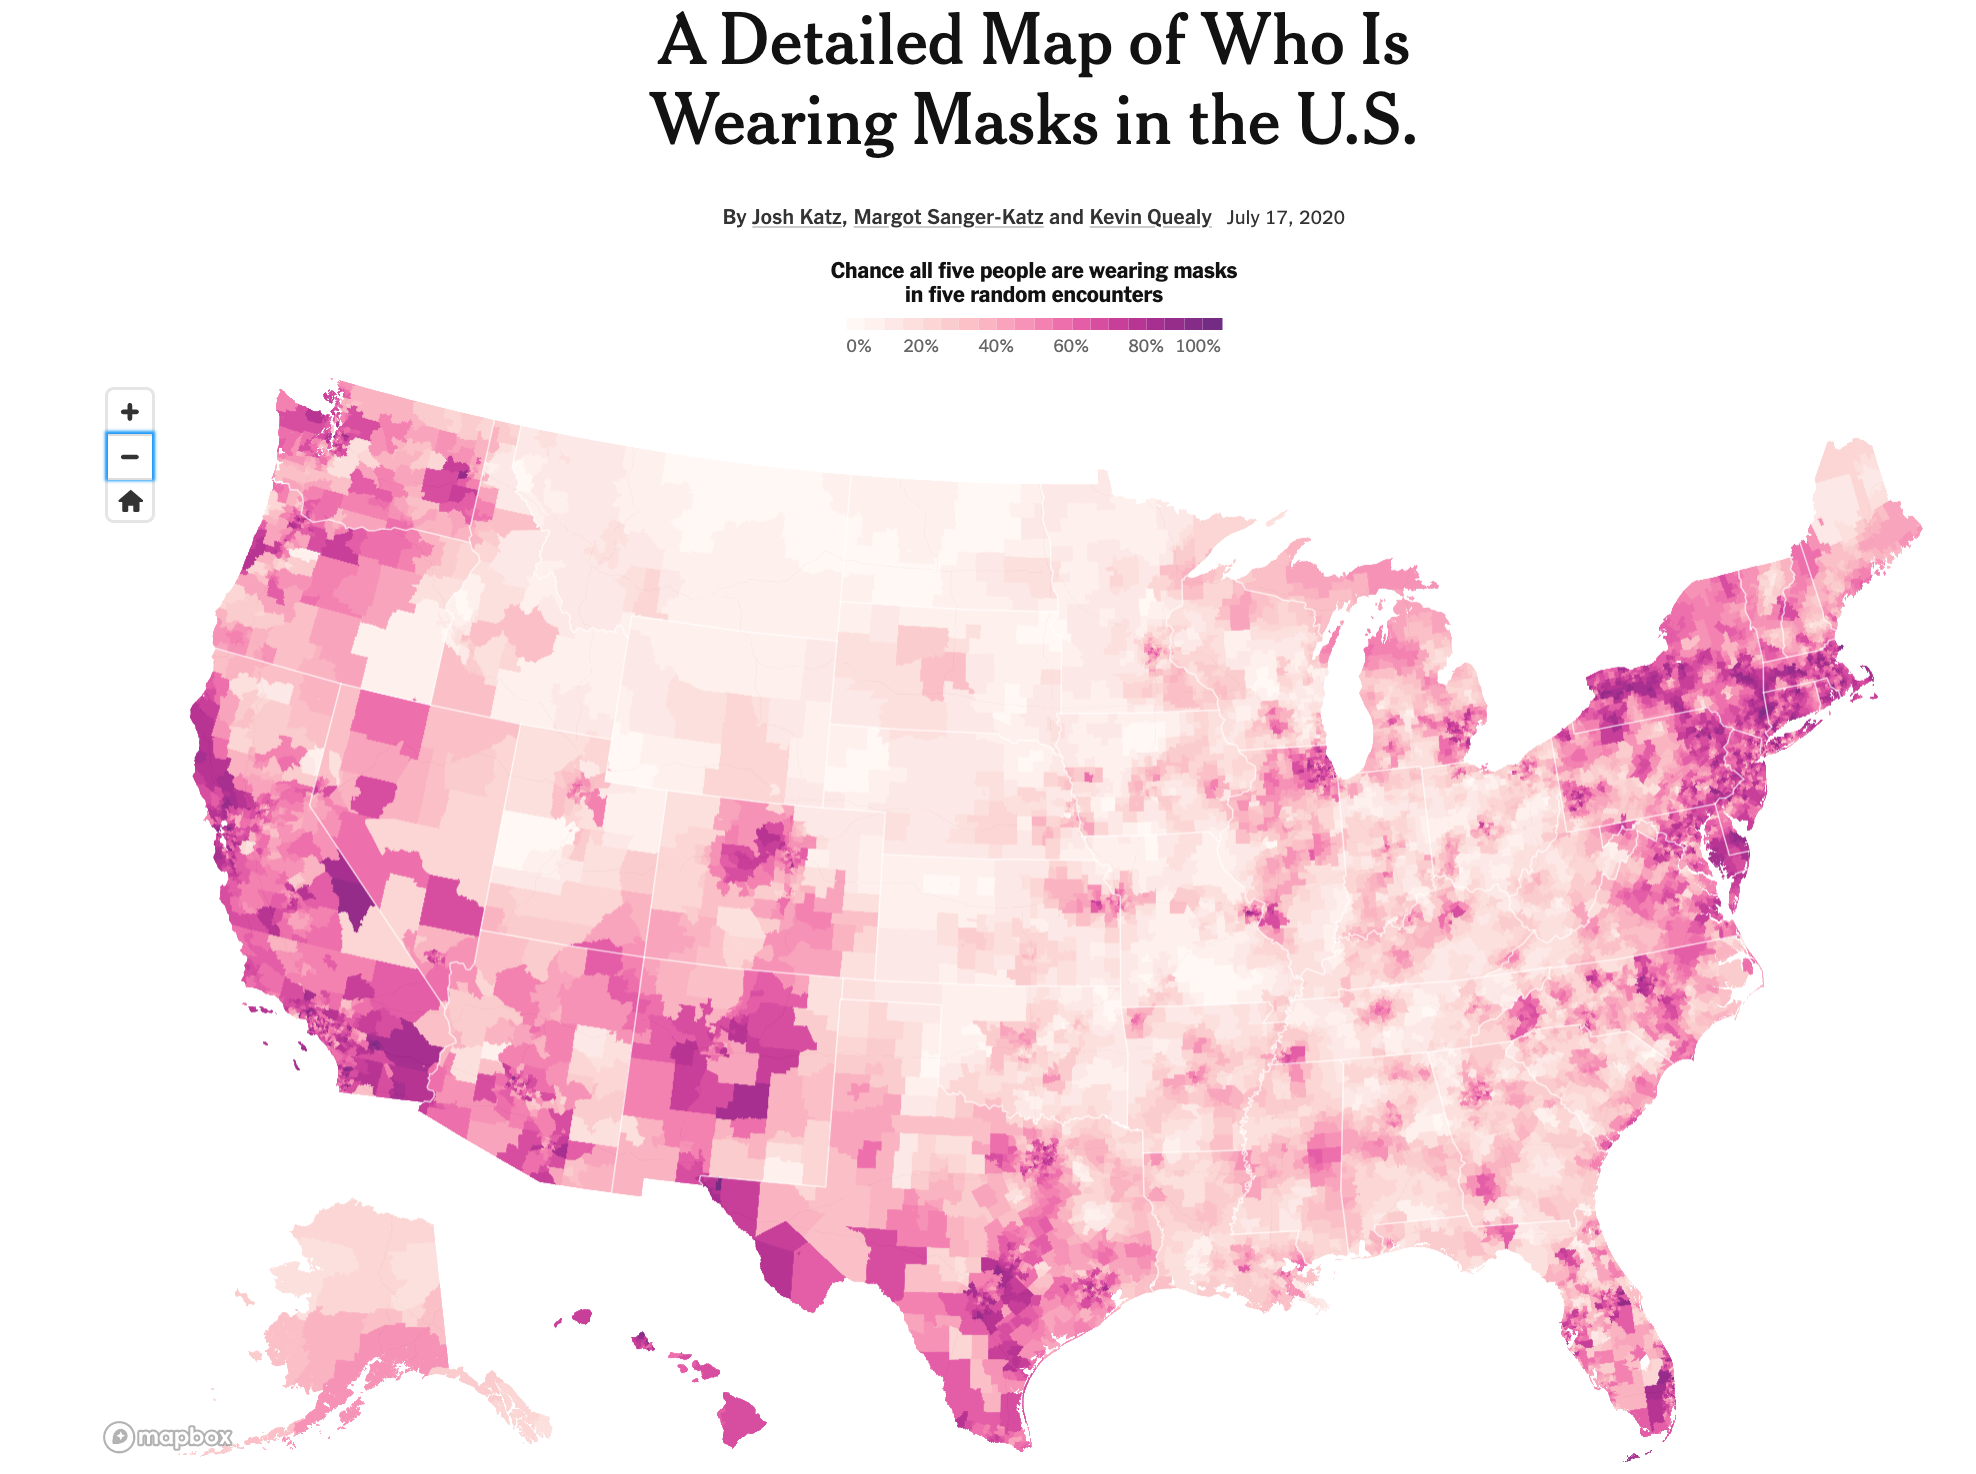 A Detailed Map of Who Is
Wearing Masks in the U.S.
By Josh Katz, Margot Sanger-Katz and Kevin Quealy July 17, 2020
Chance all five people are wearing masks
in five random encounters
0% 20% 40% 60% 80% 100%
+
−
mapbox